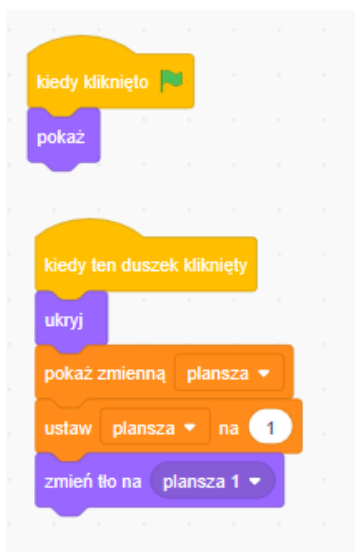 kiedy kliknięto
pokaż
kiedy ten duszek kliknięty
ukryj
pokaż zmienną plansza
ustaw plansza na 1
zmień tło na plansza 1